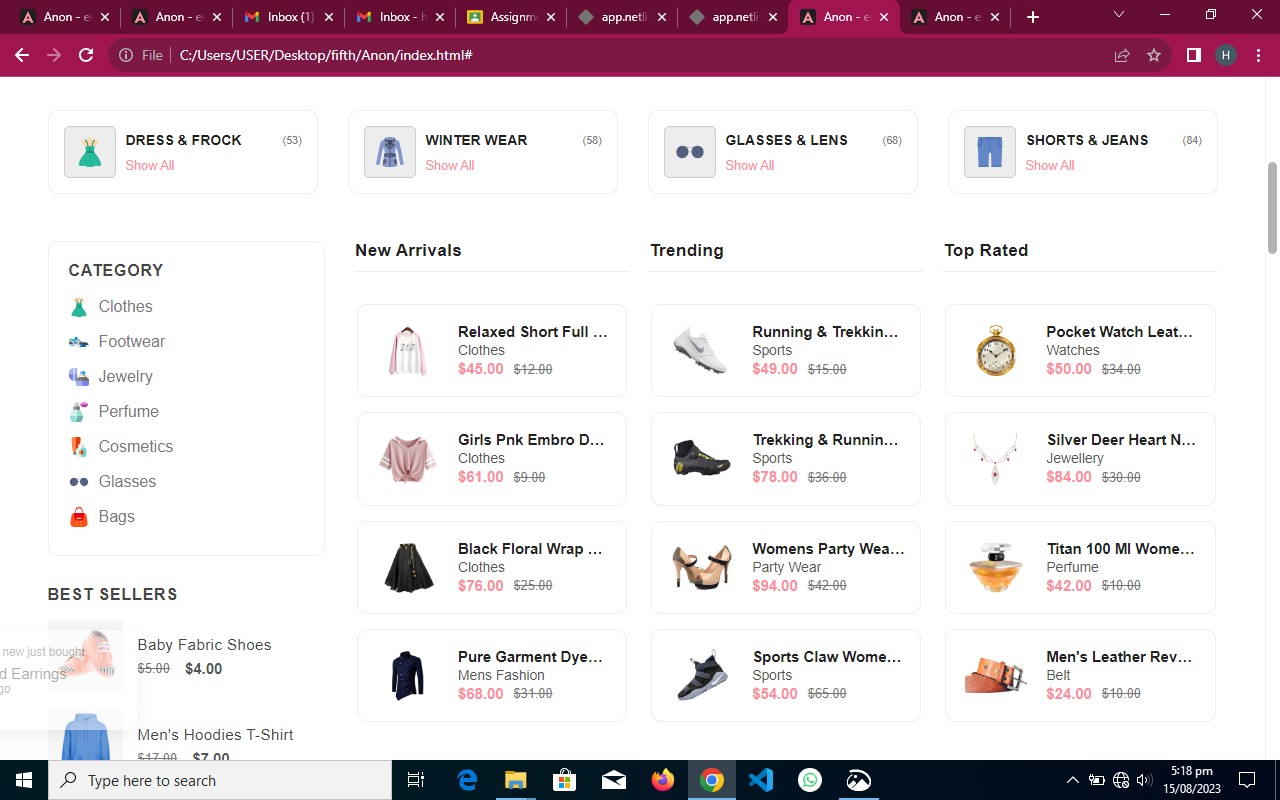 Anon - e
Anon - e
Inbox (1)
Inbox - h
Assignm
app.netli
app.netli
Anon - e
Anon - e
File
C:/Users/USER/Desktop/fifth/Anon/index.html#
H
DRESS & FROCK (53)
Show All
WINTER WEAR (58)
Show All
GLASSES & LENS (68)
Show All
SHORTS & JEANS (84)
Show All
CATEGORY
Clothes
Footwear
Jewelry
Perfume
Cosmetics
Glasses
Bags
BEST SELLERS
Baby Fabric Shoes
$5.00 $4.00
Men's Hoodies T-Shirt
$17.00 $7.00
new just bought
d Earrings
go
New Arrivals
Relaxed Short Full ...
Clothes
$45.00 $12.00
Girls Pnk Embro D...
Clothes
$61.00 $9.00
Black Floral Wrap ...
Clothes
$76.00 $25.00
Pure Garment Dye...
Mens Fashion
$68.00 $31.00
Trending
Running & Trekkin...
Sports
$49.00 $15.00
Trekking & Runnin...
Sports
$78.00 $36.00
Womens Party Wea...
Party Wear
$94.00 $42.00
Sports Claw Wome...
Sports
$54.00 $65.00
Top Rated
Pocket Watch Leat...
Watches
$50.00 $34.00
Silver Deer Heart N...
Jewellery
$84.00 $30.00
Titan 100 Ml Wome...
Perfume
$42.00 $10.00
Men's Leather Rev...
Belt
$24.00 $10.00
Type here to search
5:18 pm
15/08/2023